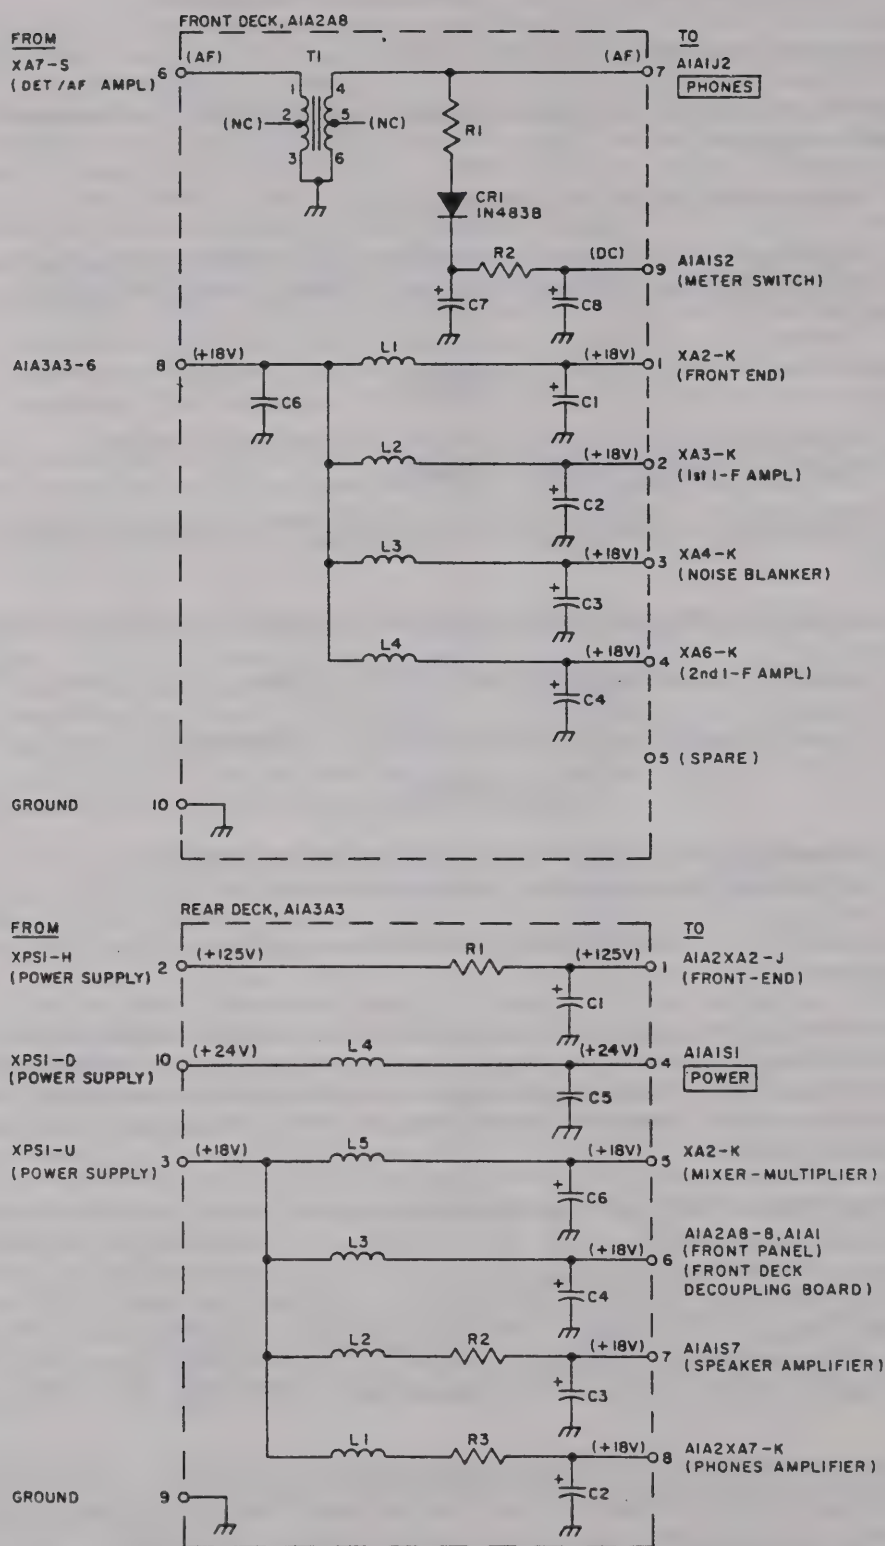 FRONT DECK, A1A2A8
FROM
TO
XA7-S
(DET/AF AMPL)
6
(AF)
T1
(AF)
7
A1A1J2
PHONES
1
4
(NC)
2
5
(NC)
3
6
R1
CR1
1N4838
R2
(DC)
9
A1A1S2
(METER SWITCH)
+
C7
+
C8
A1A3A3-6
8
(+18V)
L1
(+18V)
1
XA2-K
(FRONT END)
C6
+
C1
L2
(+18V)
2
XA3-K
(1st I-F AMPL)
+
C2
L3
(+18V)
3
XA4-K
(NOISE BLANKER)
+
C3
L4
(+18V)
4
XA6-K
(2nd I-F AMPL)
+
C4
5 (SPARE)
GROUND
10
REAR DECK, A1A3A3
FROM
TO
XPS1-H
(POWER SUPPLY)
2
(+125V)
R1
(+125V)
1
A1A2XA2-J
(FRONT-END)
+
C1
XPS1-D
(POWER SUPPLY)
10
(+24V)
L4
(+24V)
4
A1A1S1
POWER
C5
XPS1-U
(POWER SUPPLY)
3
(+18V)
L5
(+18V)
5
XA2-K
(MIXER-MULTIPLIER)
+
C6
L3
(+18V)
6
A1A2A8-8, A1A1
(FRONT PANEL)
(FRONT DECK
DECOUPLING BOARD)
+
C4
L2
R2
(+18V)
7
A1A1S7
(SPEAKER AMPLIFIER)
+
C3
L1
R3
(+18V)
8
A1A2XA7-K
(PHONES AMPLIFIER)
+
C2
GROUND
9